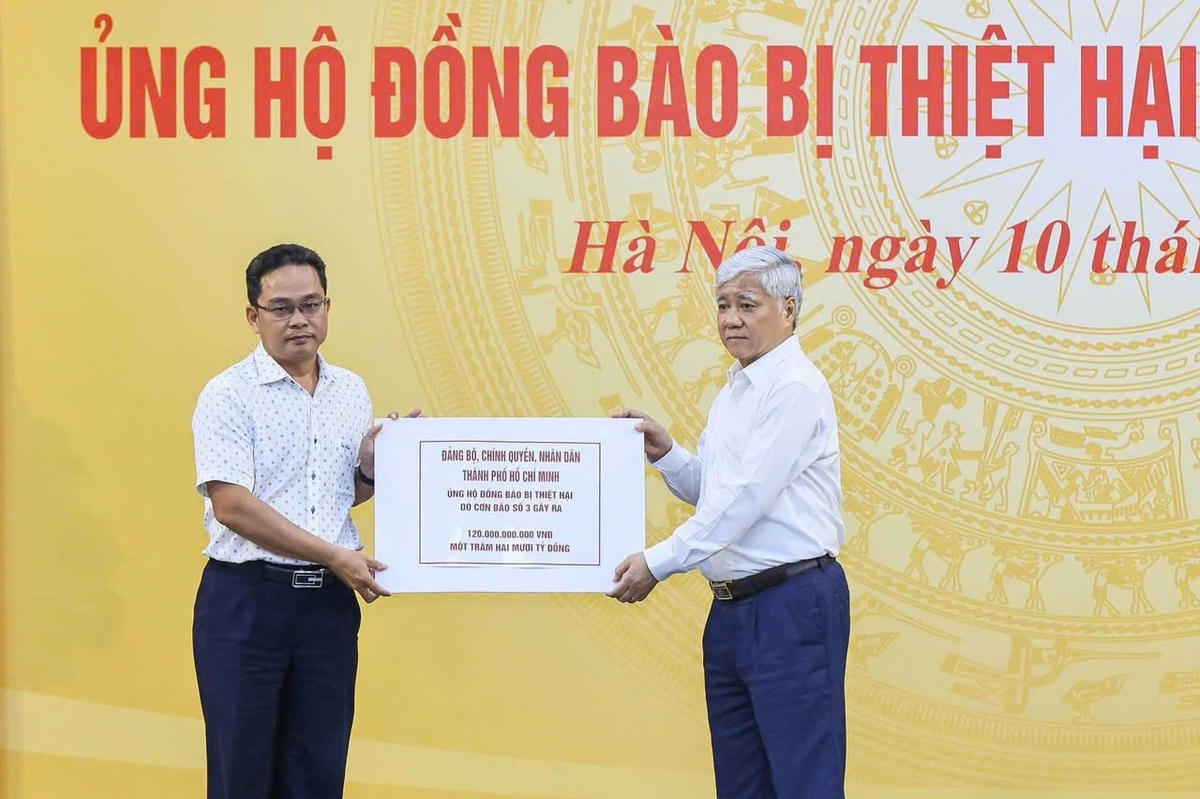 ỦNG HỘ ĐỒNG BÀO BỊ THIỆT HẠI
Hà Nội, ngày 10 thá
ĐẢNG BỘ, CHÍNH QUYỀN, NHÂN DÂN
THÀNH PHỐ HỒ CHÍ MINH
ỦNG HỘ ĐỒNG BÀO BỊ THIỆT HẠI
DO CƠN BÃO SỐ 3 GÂY RA
120.000.000.000 VNĐ
MỘT TRĂM HAI MƯƠI TỶ ĐỒNG